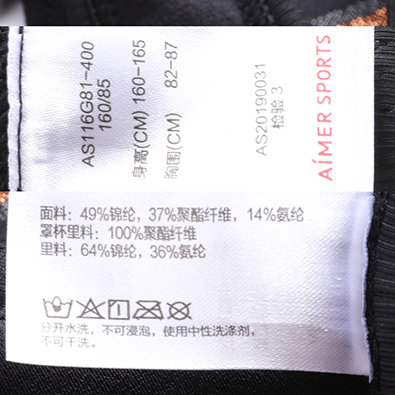 AS116G81-400
160/85
身高(CM) 160-165
胸围(CM) 82-87
AS20190031
检验 3
AíMER SPORTS
面料：49%锦纶，37%聚酯纤维，14%氨纶
罩杯里料：100%聚酯纤维
里料：64%锦纶，36%氨纶
分开水洗，不可浸泡，使用中性洗涤剂，
不可干洗。